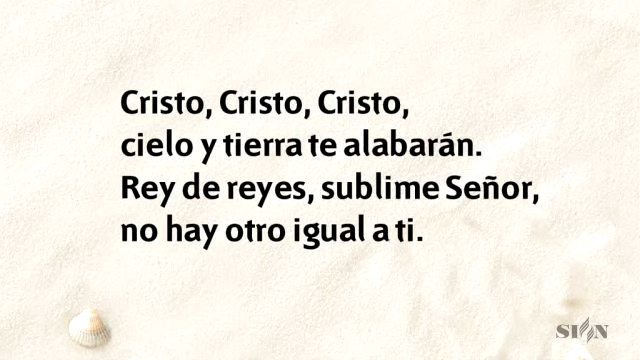 Cristo, Cristo, Cristo,
cielo y tierra te alabarán.
Rey de reyes, sublime Señor,
no hay otro igual a ti.
SION